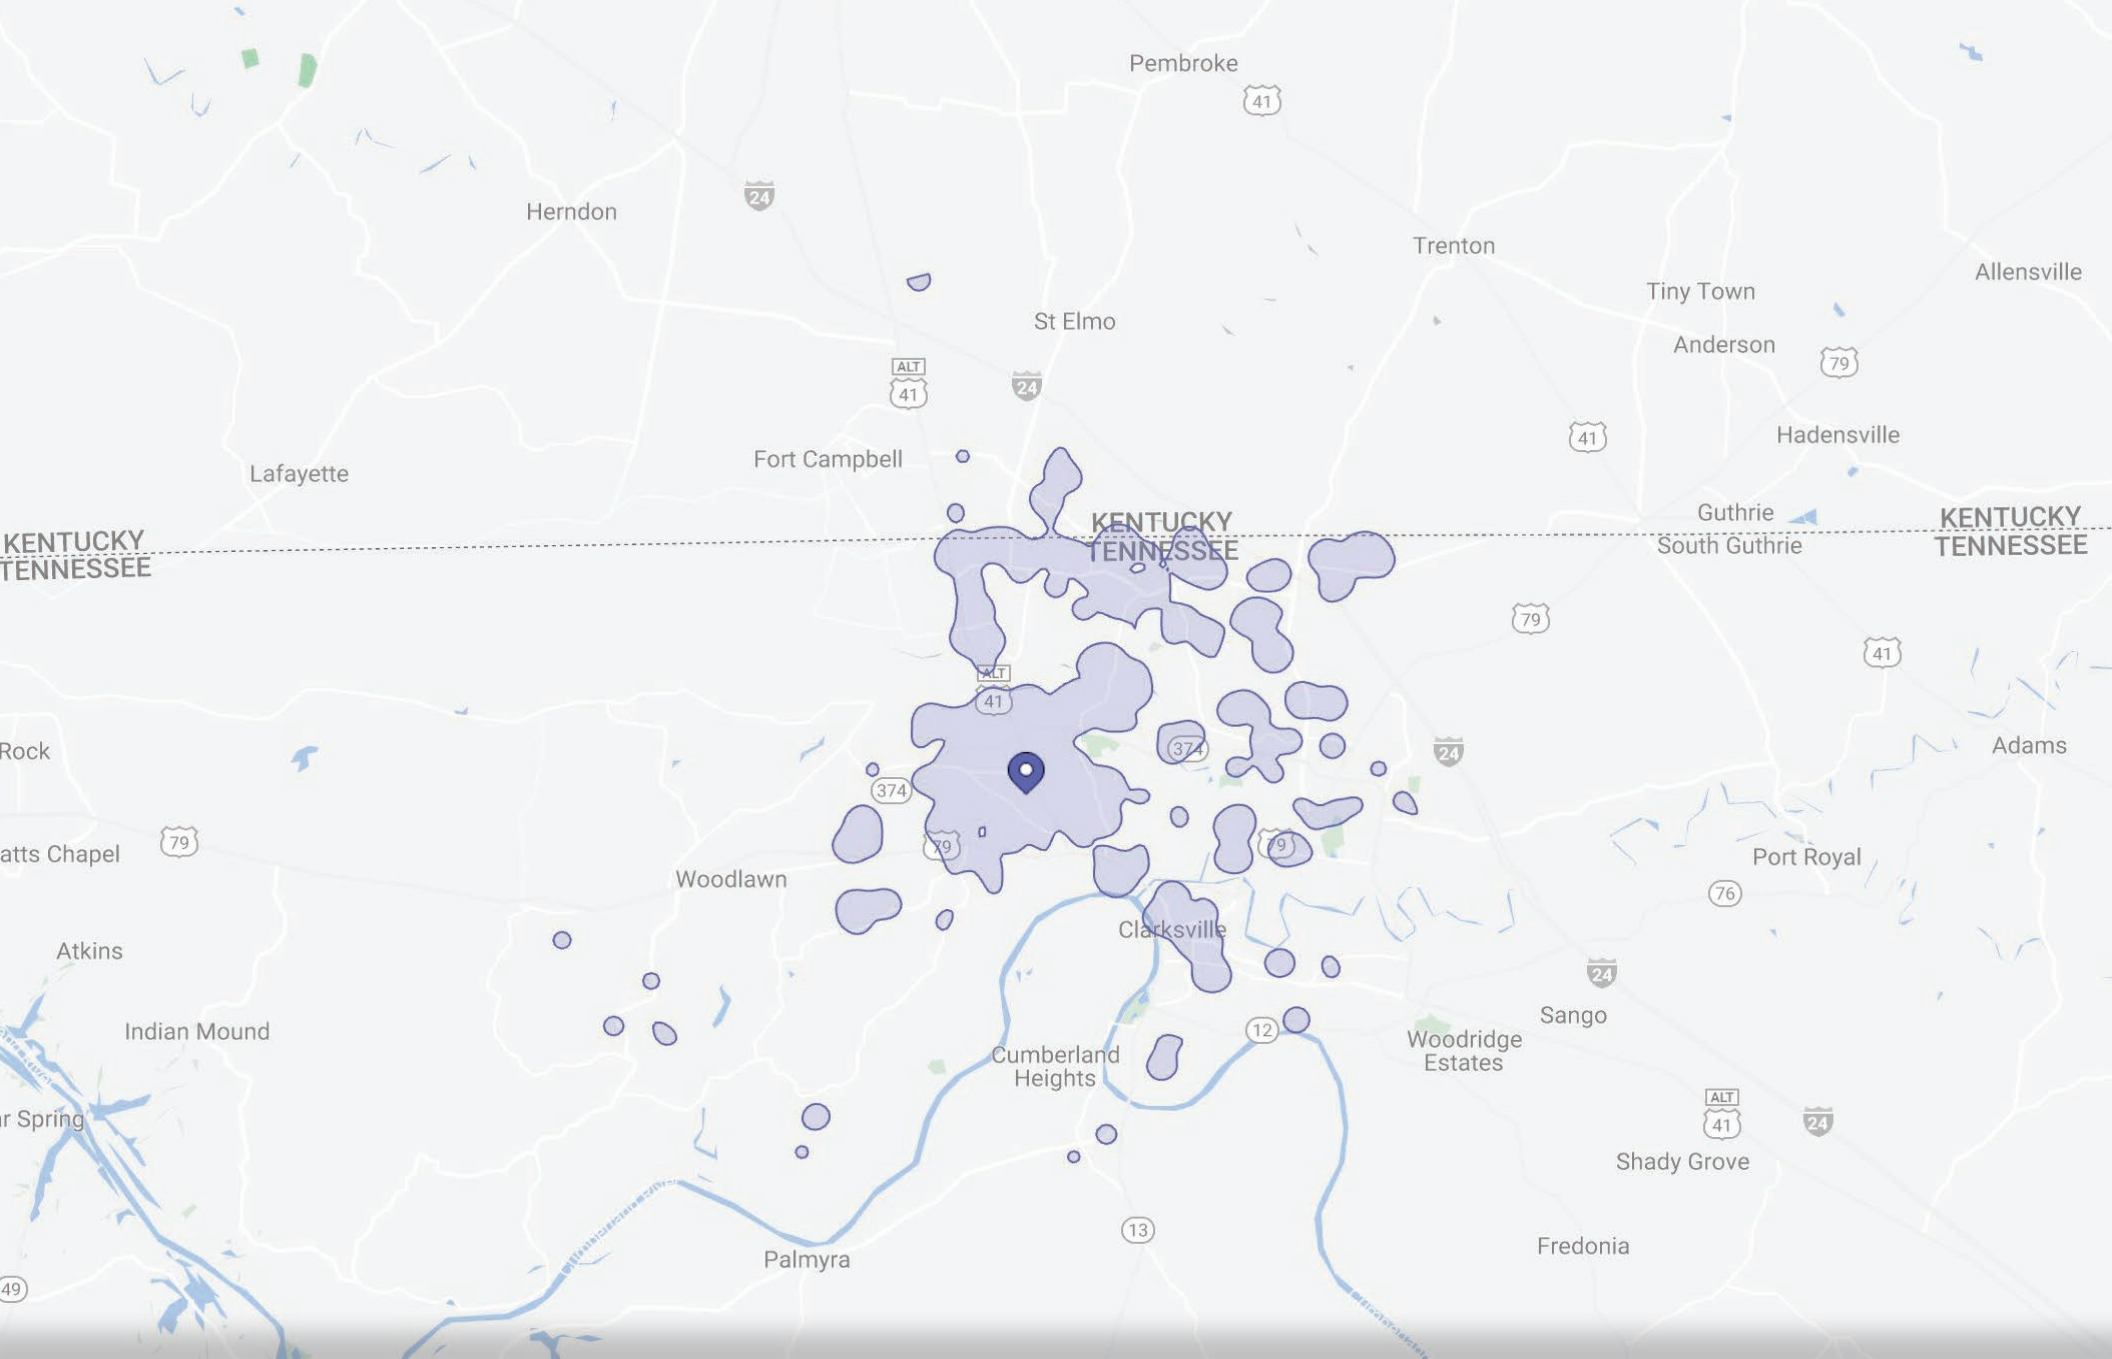 Pembroke
41
24
Herndon
Trenton
Allensville
Tiny Town
St Elmo
Anderson
79
ALT
41
24
41
Hadensville
Fort Campbell
Lafayette
Guthrie
KENTUCKY
TENNESSEE
KENTUCKY
TENNESSEE
KENTUCKY
TENNESSEE
South Guthrie
79
41
ALT
41
Rock
374
24
Adams
374
79
79
79
atts Chapel
Port Royal
Woodlawn
76
Clarksville
Atkins
24
Sango
Indian Mound
12
Woodridge
Estates
Cumberland
Heights
ALT
41
24
r Spring
Shady Grove
Cumberland River
13
Fredonia
Palmyra
49